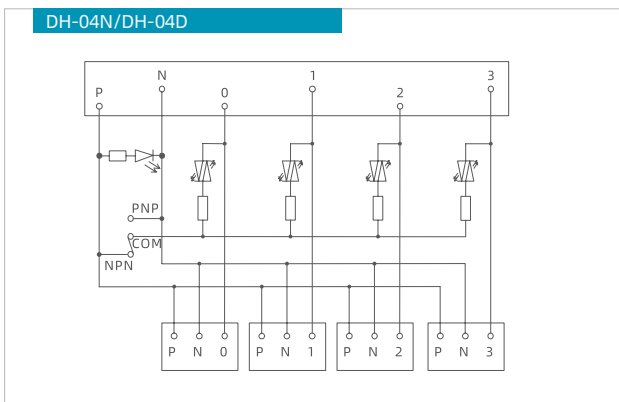 DH-04N/DH-04D
P N 0 1 2 3
PNP
COM
NPN
P N 0 P N 1 P N 2 P N 3